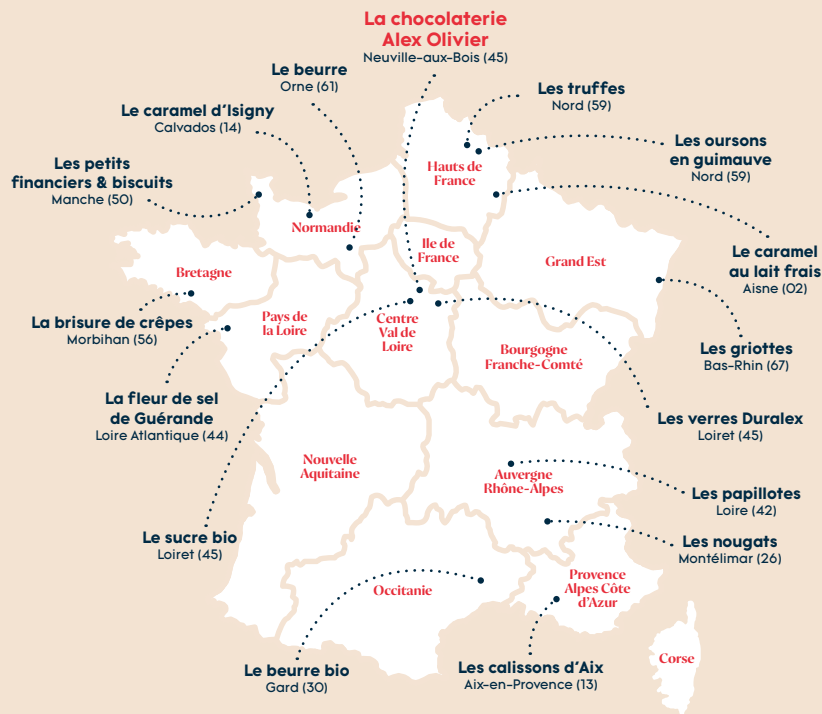 La chocolaterie
Alex Olivier
Neuville-aux-Bois (45)
Le beurre
Orne (61)
Les truffes
Nord (59)
Le caramel d'Isigny
Calvados (14)
Les oursons
en guimauve
Nord (59)
Les petits
financiers & biscuits
Manche (50)
Hauts de
France
Normandie
Ile de
France
Grand Est
Le caramel
au lait frais
Aisne (02)
Bretagne
La brisure de crêpes
Morbihan (56)
Pays de
la Loire
Centre
Val de
Loire
Bourgogne
Franche-Comté
Les griottes
Bas-Rhin (67)
La fleur de sel
de Guérande
Loire Atlantique (44)
Les verres Duralex
Loiret (45)
Nouvelle
Aquitaine
Auvergne
Rhône-Alpes
Les papillotes
Loire (42)
Le sucre bio
Loiret (45)
Les nougats
Montélimar (26)
Occitanie
Provence
Alpes Côte
d'Azur
Corse
Le beurre bio
Gard (30)
Les calissons d'Aix
Aix-en-Provence (13)